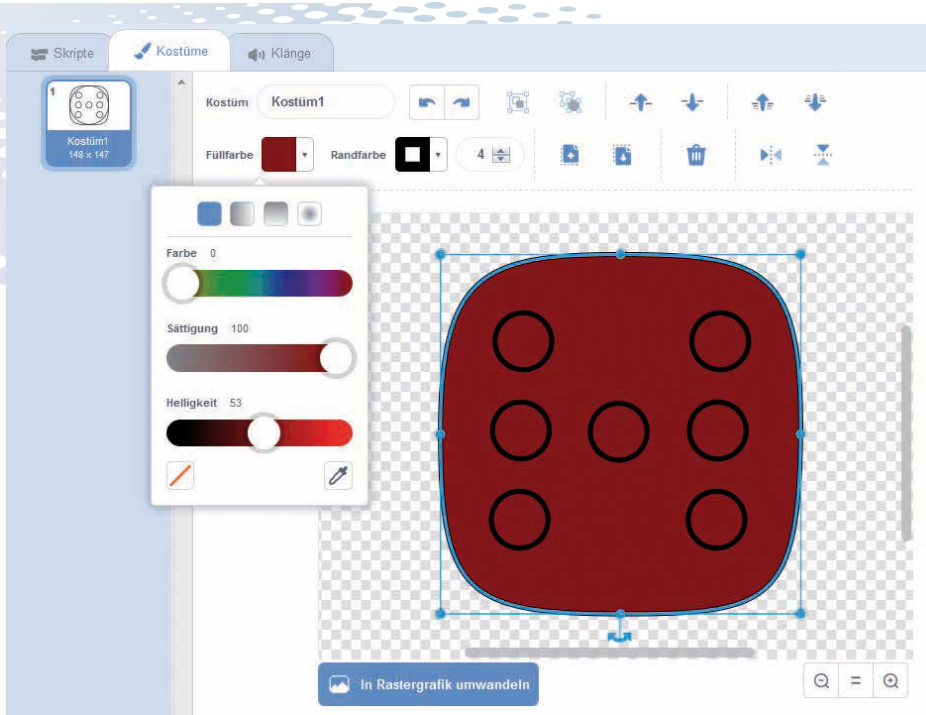 Skripte
Kostüme
Klänge
1
Kostüm1
148 x 147
Kostüm
Kostüm1
Füllfarbe
Randfarbe
4
Farbe 0
Sättigung 100
Helligkeit 53
In Rastergrafik umwandeln